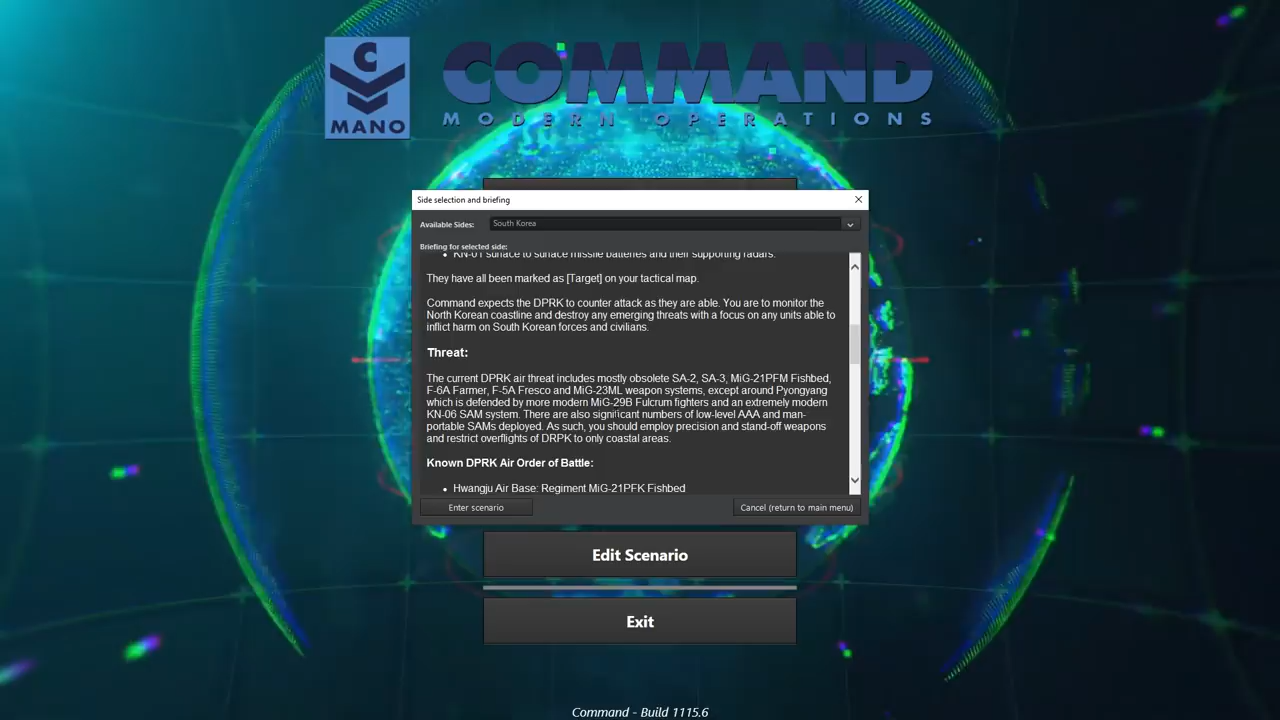 C
MANO
COMMAND
MODERN OPERATIONS
Side selection and briefing
Available Sides:
South Korea
Briefing for selected side:
KN-01 surface to surface missile batteries and their supporting radars.
They have all been marked as [Target] on your tactical map.
Command expects the DPRK to counter attack as they are able. You are to monitor the
North Korean coastline and destroy any emerging threats with a focus on any units able to
inflict harm on South Korean forces and civilians.
Threat:
The current DPRK air threat includes mostly obsolete SA-2, SA-3, MiG-21PFM Fishbed,
F-6A Farmer, F-5A Fresco and MiG-23ML weapon systems, except around Pyongyang
which is defended by more modern MiG-29B Fulcrum fighters and an extremely modern
KN-06 SAM system. There are also significant numbers of low-level AAA and man-
portable SAMs deployed. As such, you should employ precision and stand-off weapons
and restrict overflights of DRPK to only coastal areas.
Known DPRK Air Order of Battle:
Hwangju Air Base: Regiment MiG-21PFK Fishbed
Enter scenario
Cancel (return to main menu)
Edit Scenario
Exit
Command - Build 1115.6